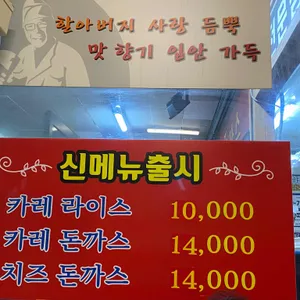 할아버지 사랑 듬뿍
맛 향기 입안 가득
신메뉴출시
카레 라이스 10,000
카레 돈까스 14,000
치즈 돈까스 14,000